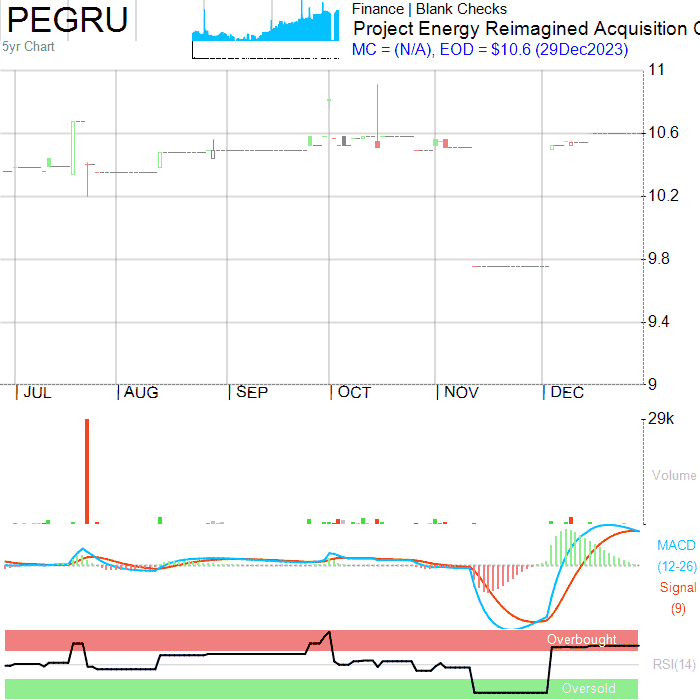 PEGRU
5yr Chart
Finance | Blank Checks
Project Energy Reimagined Acquisition C
MC = (N/A), EOD = $10.6 (29Dec2023)
11
10.6
10.2
9.8
9.4
9
JUL AUG SEP OCT NOV DEC
29k
Volume
MACD
(12-26)
Signal
(9)
Overbought
RSI(14)
Oversold